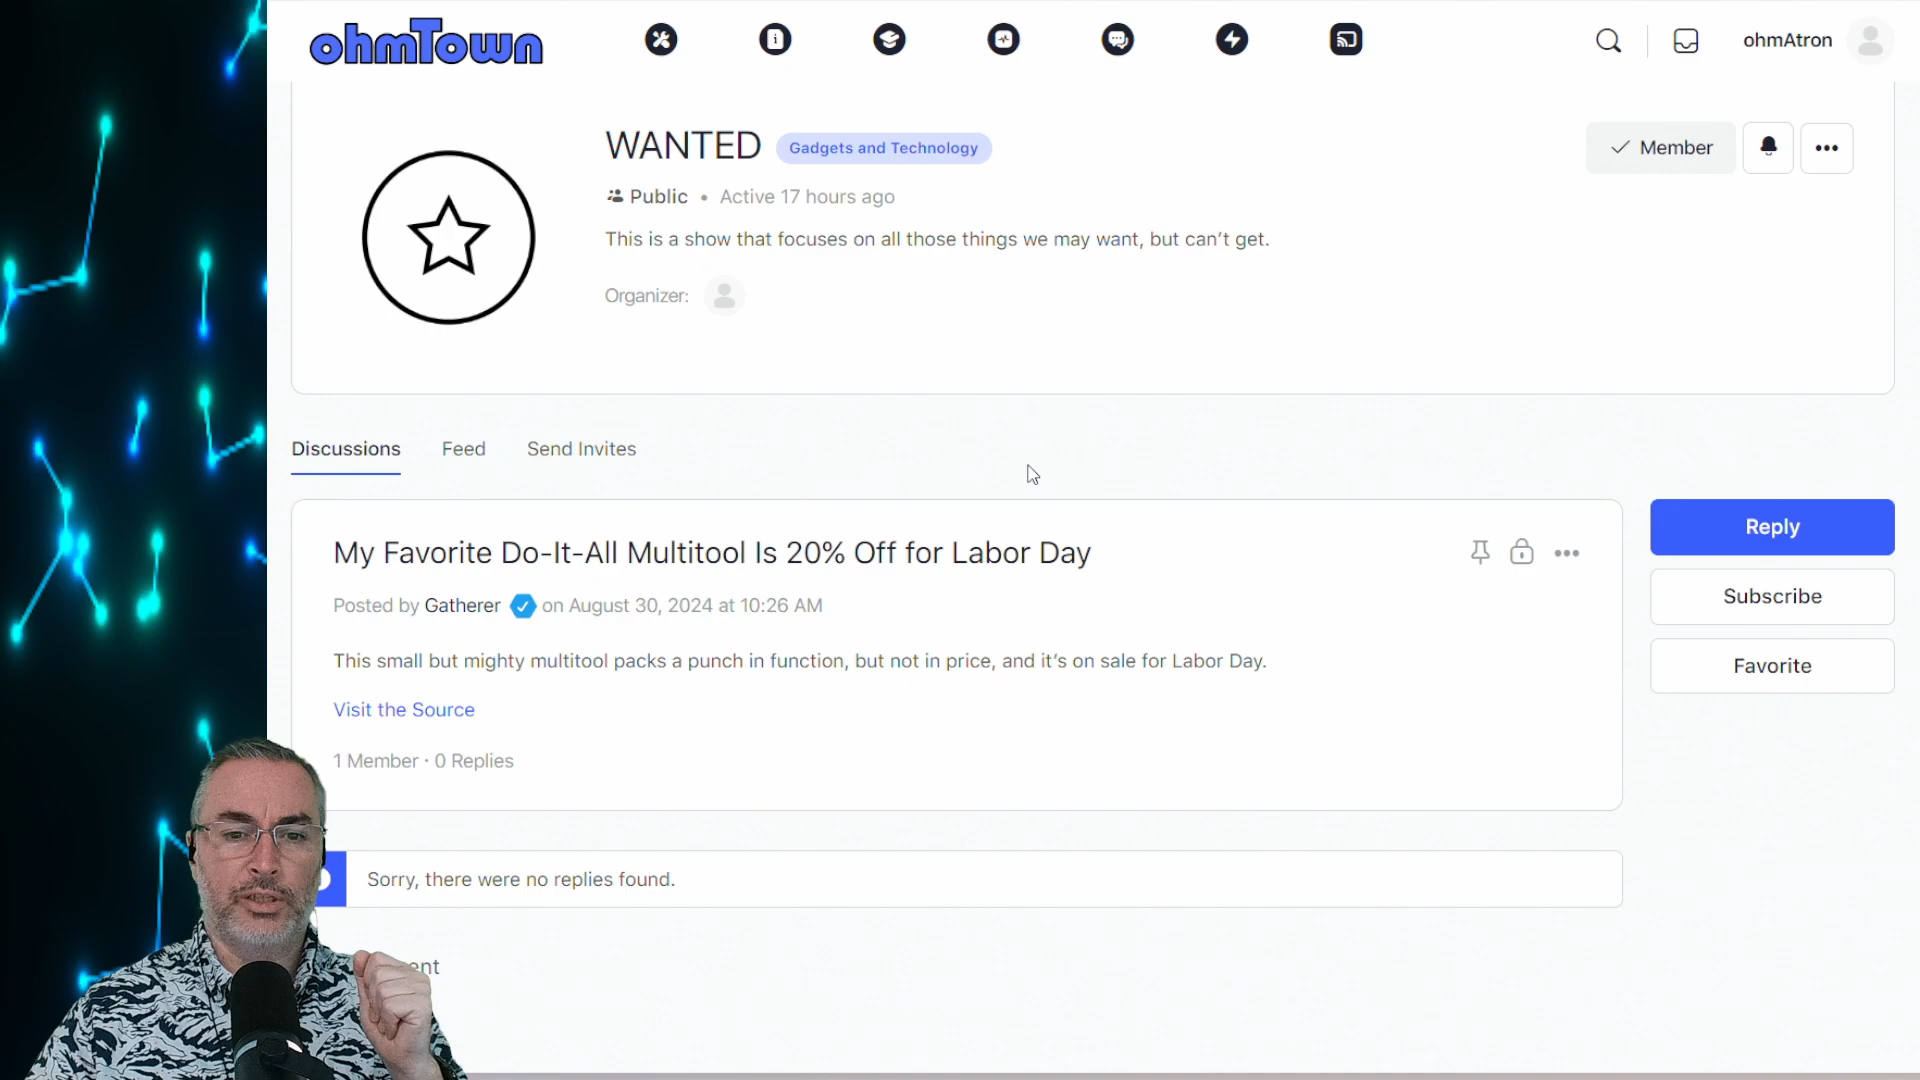 ohmTown
ohmAtron
WANTED Gadgets and Technology
Member
Public • Active 17 hours ago
This is a show that focuses on all those things we may want, but can't get.
Organizer:
Discussions Feed Send Invites
My Favorite Do-It-All Multitool Is 20% Off for Labor Day
Posted by Gatherer on August 30, 2024 at 10:26 AM
This small but mighty multitool packs a punch in function, but not in price, and it's on sale for Labor Day.
Visit the Source
1 Member · 0 Replies
Reply
Subscribe
Favorite
Sorry, there were no replies found.